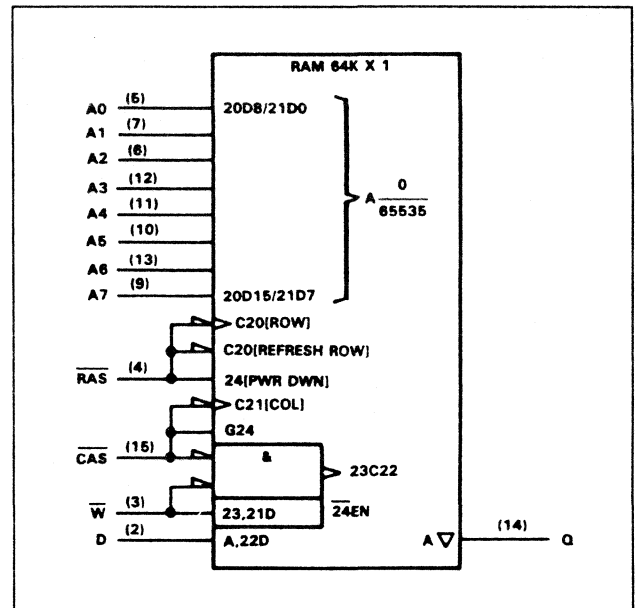 RAM 64K X 1
A0 (5) 20D8/21D0
A1 (7)
A2 (6)
A3 (12)
A 0
65535
A4 (11)
A5 (10)
A6 (13)
A7 (9) 20D15/21D7
C20[ROW]
C20[REFRESH ROW]
RAS (4) 24[PWR DWN]
C21[COL]
G24
&
CAS (15) 23C22
W (3) 23,21D 24EN
D (2) A,22D A ▽ (14) Q